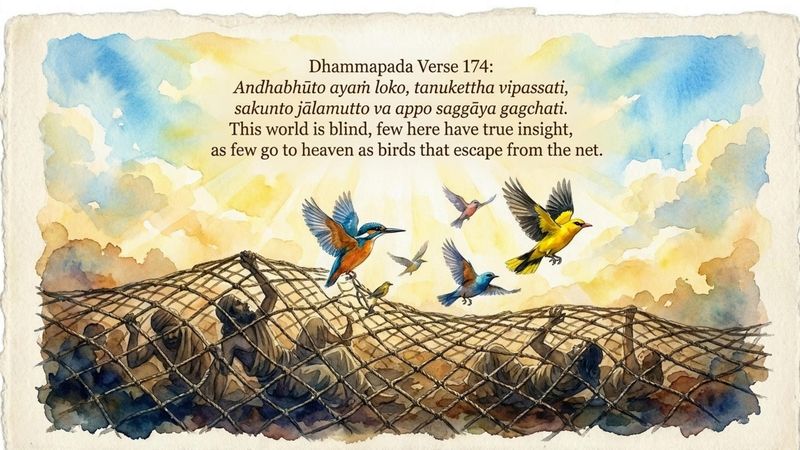 Dhammapada Verse 174:
Andhabhūto ayaṁ loko, tanukettha vipassati,
sakunto jālamutto va appo saggāya gagchati.
This world is blind, few here have true insight,
as few go to heaven as birds that escape from the net.